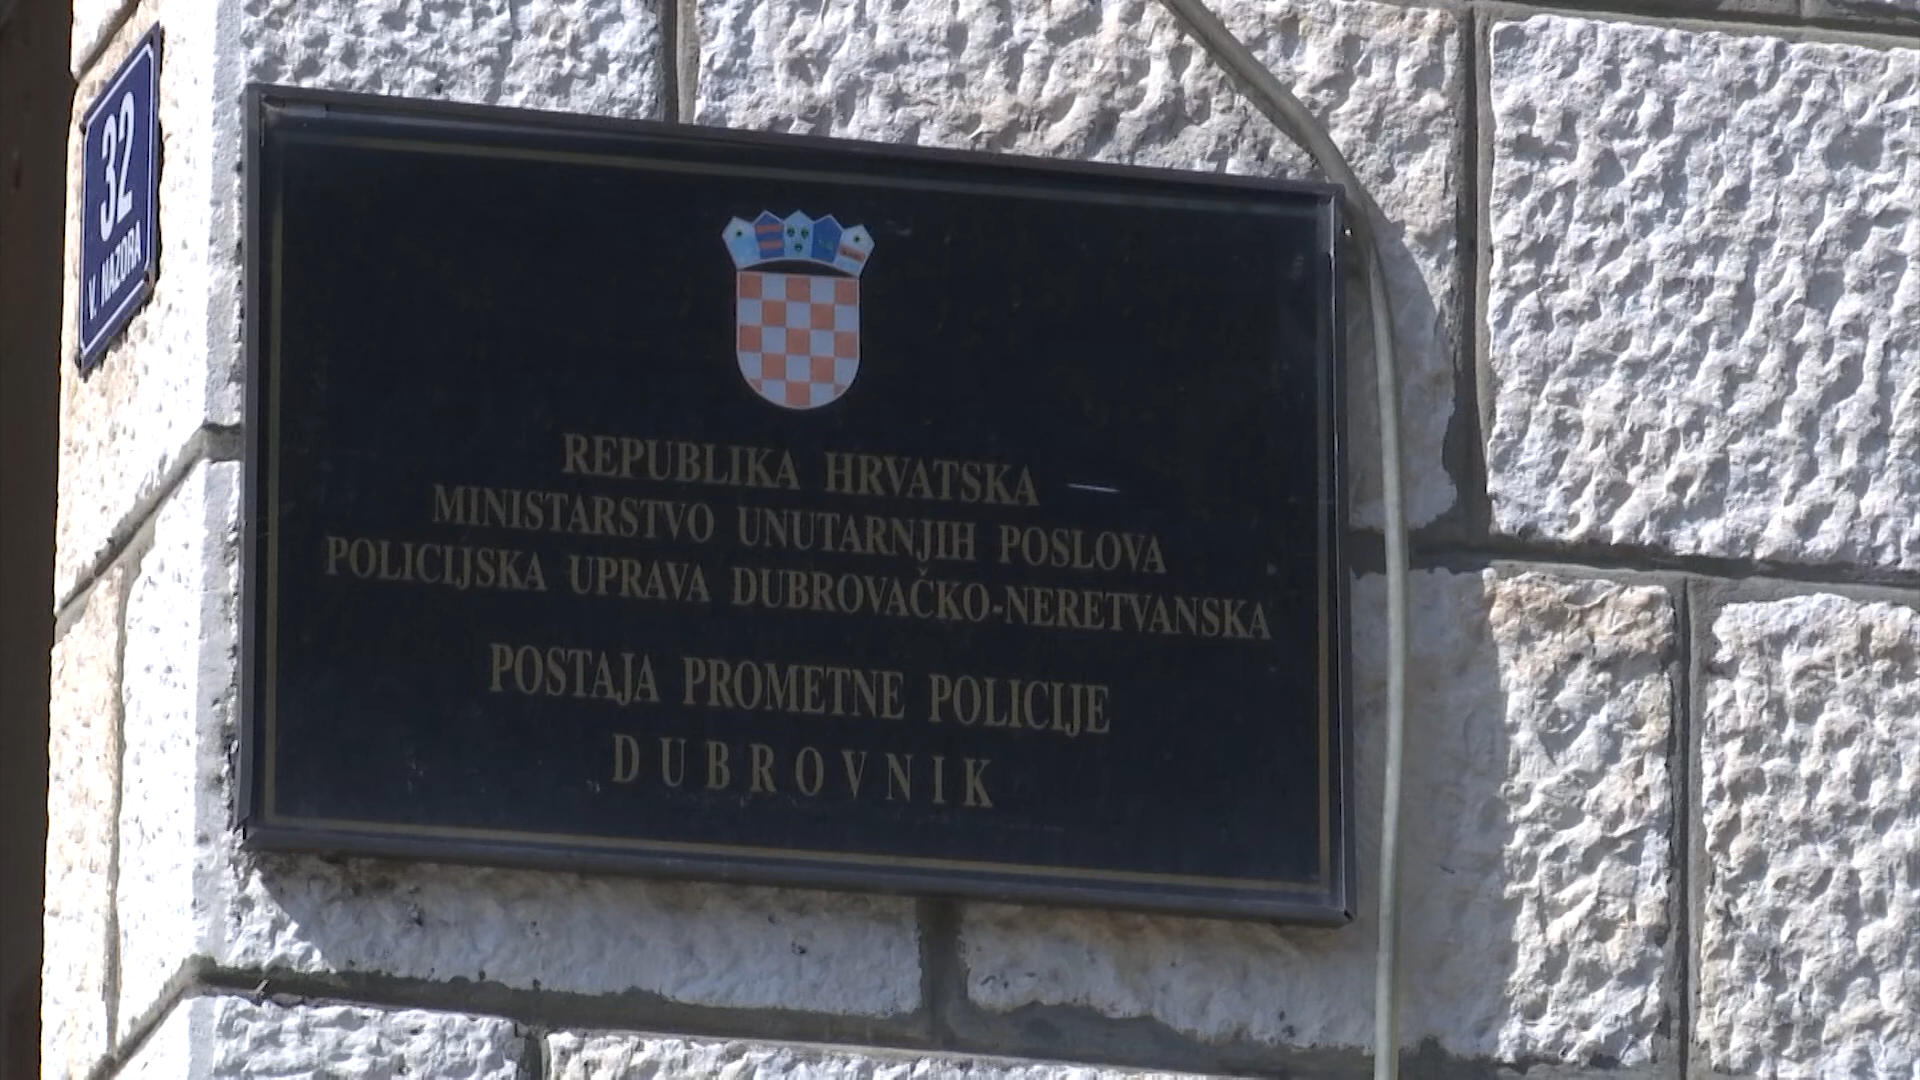 32
V. NAZORA
REPUBLIKA HRVATSKA
MINISTARSTVO UNUTARNJIH POSLOVA
POLICIJSKA UPRAVA DUBROVAČKO-NERETVANSKA
POSTAJA PROMETNE POLICIJE
DUBROVNIK